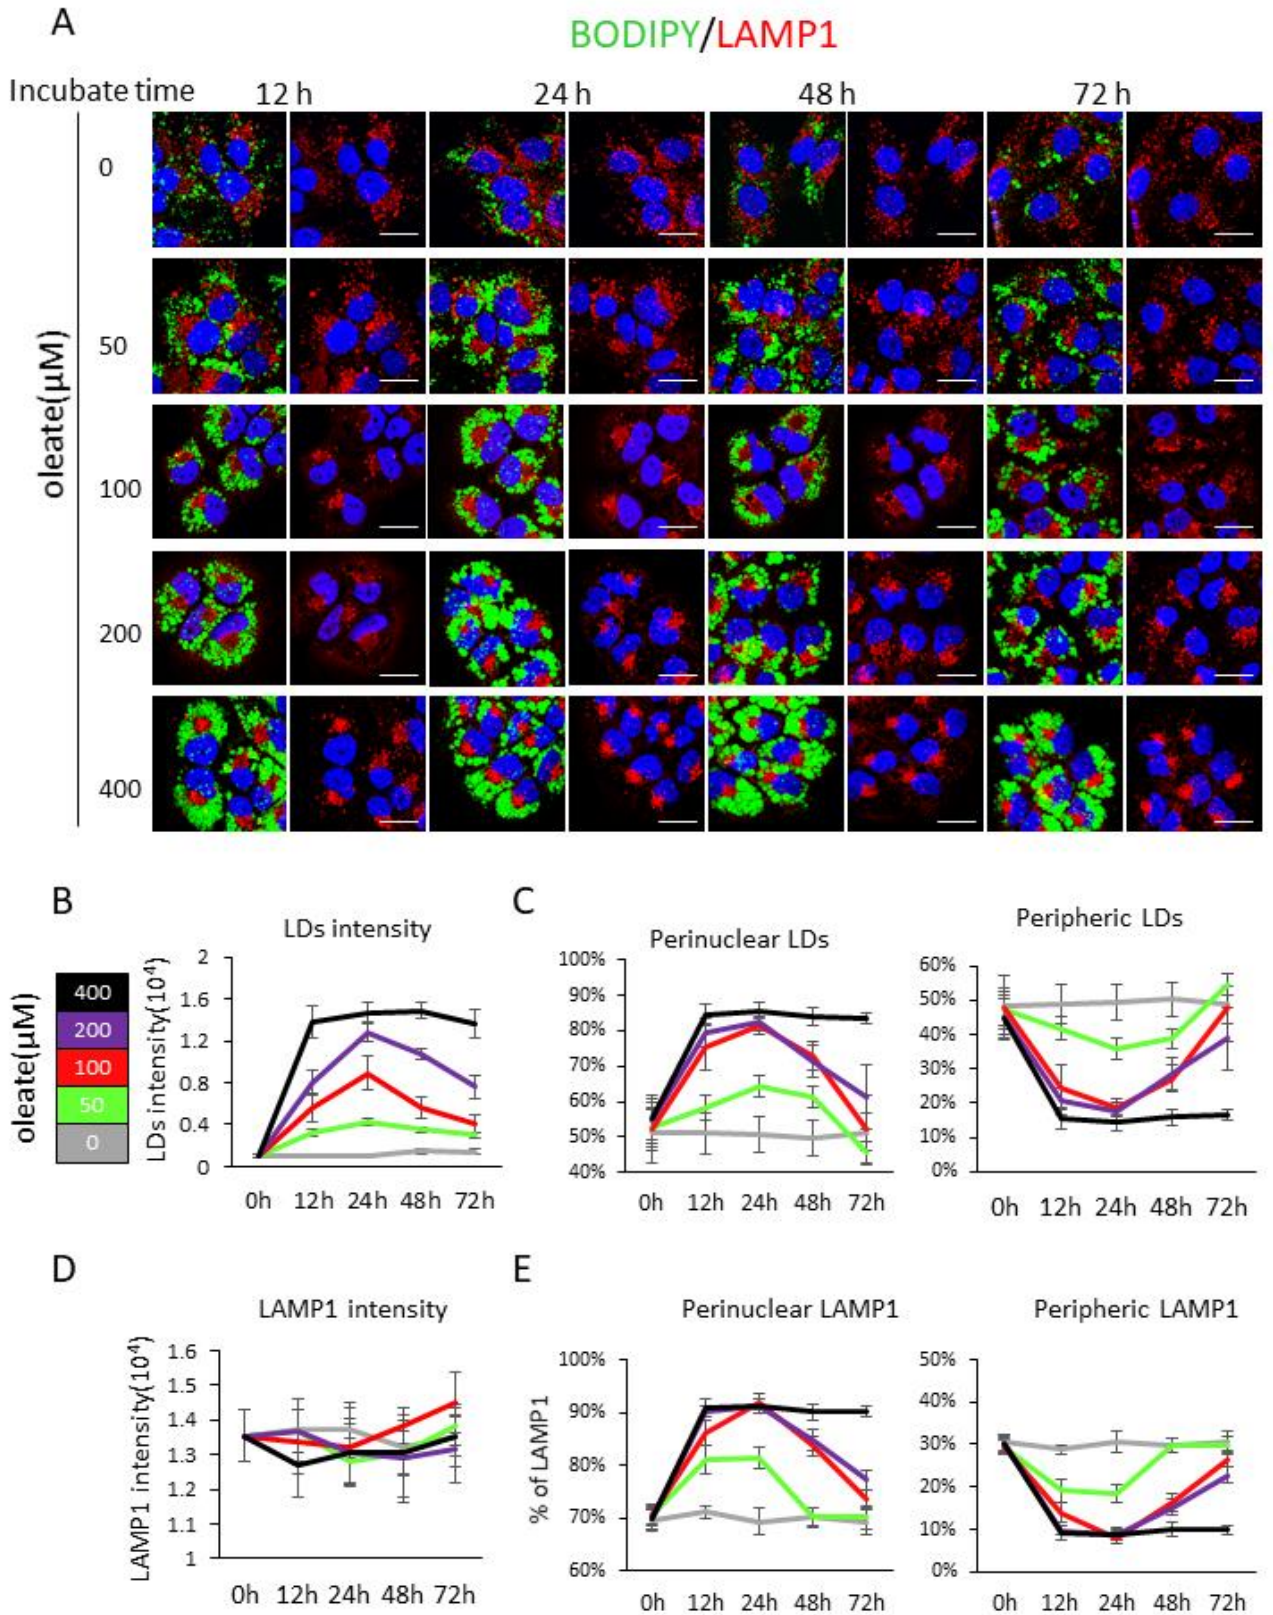 A
BODIPY/LAMP1
Incubate time 12 h 24 h 48 h 72 h
oleate(μM)
0
50
100
200
400
B
LDs intensity
oleate(μM)
400
200
100
50
0
LDs intensity(10⁴)
2
1.6
1.2
0.8
0.4
0
0h 12h 24h 48h 72h
C
Perinuclear LDs
100%
90%
80%
70%
60%
50%
40%
0h 12h 24h 48h 72h
Peripheric LDs
60%
50%
40%
30%
20%
10%
0%
0h 12h 24h 48h 72h
D
LAMP1 intensity
LAMP1 intensity(10⁴)
1.6
1.5
1.4
1.3
1.2
1.1
1
0h 12h 24h 48h 72h
E
Perinuclear LAMP1
% of LAMP1
100%
90%
80%
70%
60%
0h 12h 24h 48h 72h
Peripheric LAMP1
50%
40%
30%
20%
10%
0%
0h 12h 24h 48h 72h